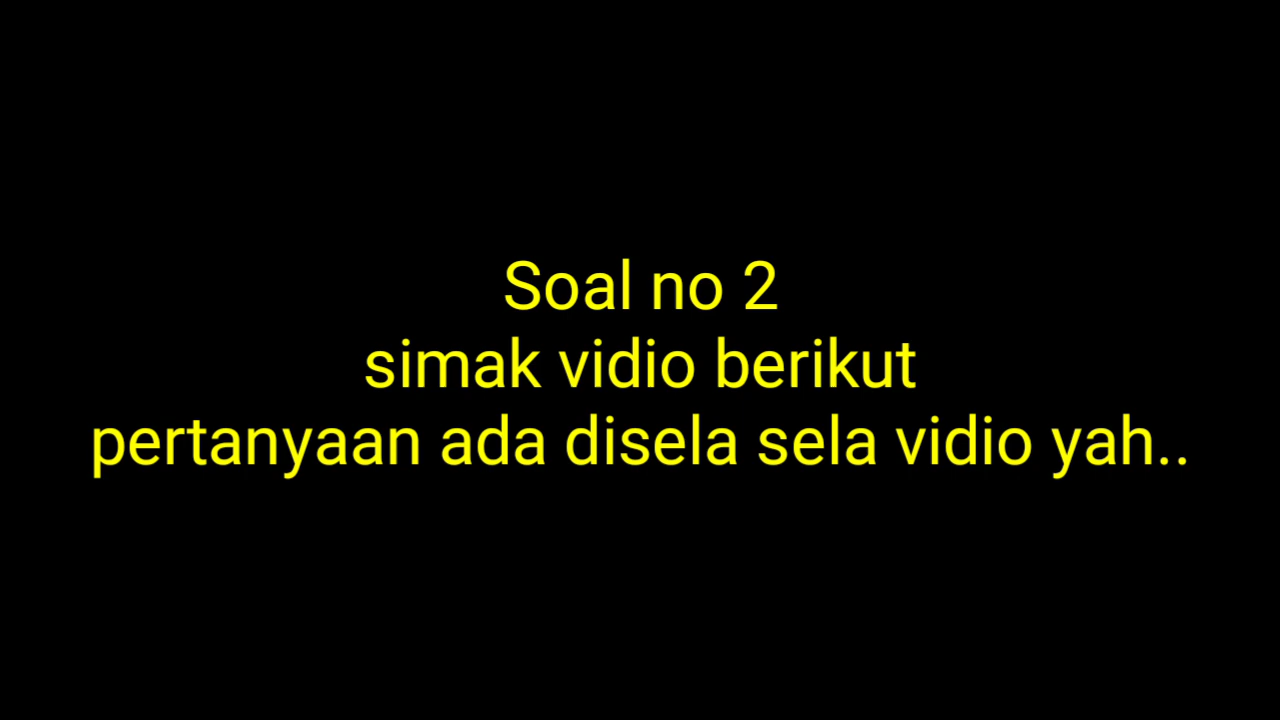 Soal no 2
simak vidio berikut
pertanyaan ada disela sela vidio yah..